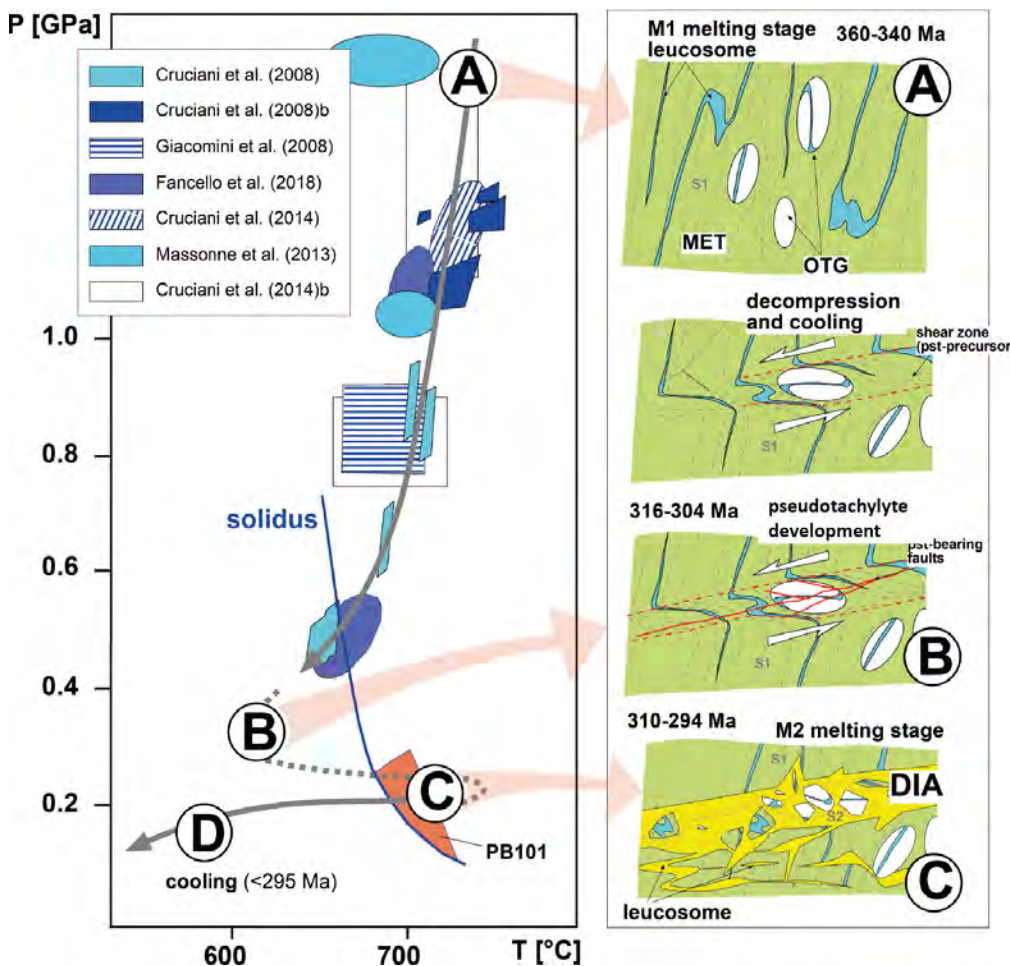 P [GPa]
Cruciani et al. (2008)
Cruciani et al. (2008)b
Giacomini et al. (2008)
Fancello et al. (2018)
Cruciani et al. (2014)
Massonne et al. (2013)
Cruciani et al. (2014)b
1.0
0.8
0.6
0.4
0.2
600
700
T [°C]
solidus
A
B
C
D
PB101
cooling (<295 Ma)
M1 melting stage
leucosome
360-340 Ma
A
S1
MET
OTG
decompression
and cooling
shear zone
(pst-precursor
S1
316-304 Ma
pseudotachylyte
development
pst-bearing
faults
S1
B
310-294 Ma
M2 melting stage
S1
DIA
S2
C
leucosome